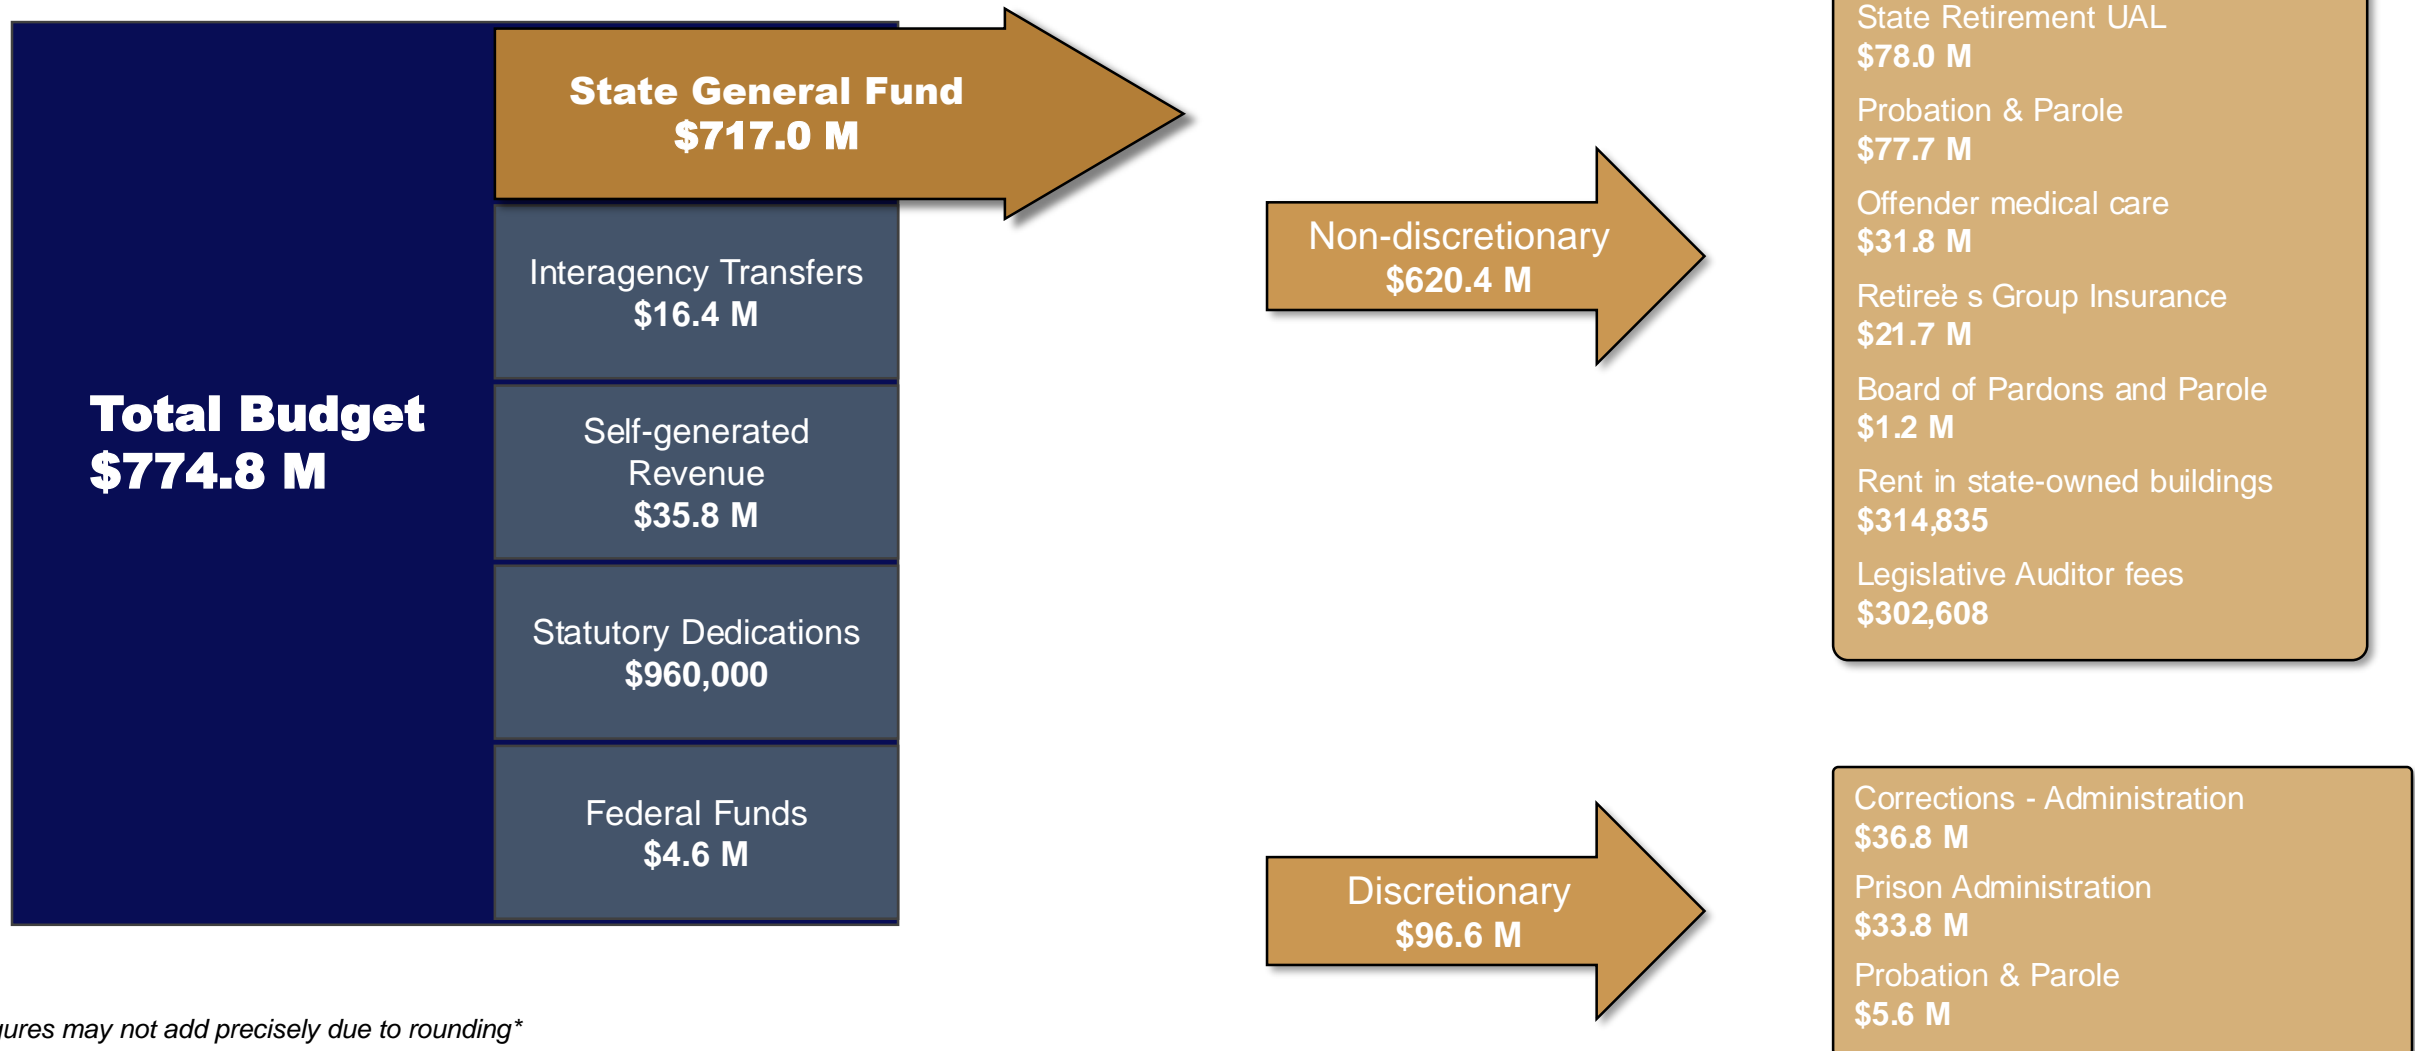 State General Fund
$717.0 M
Interagency Transfers
$16.4 M
Total Budget
$774.8 M
Self-generated
Revenue
$35.8 M
Statutory Dedications
$960,000
Federal Funds
$4.6 M
Non-discretionary
$620.4 M
Discretionary
$96.6 M
State Retirement UAL
$78.0 M
Probation & Parole
$77.7 M
Offender medical care
$31.8 M
Retiree's Group Insurance
$21.7 M
Board of Pardons and Parole
$1.2 M
Rent in state-owned buildings
$314,835
Legislative Auditor fees
$302,608
Corrections - Administration
$36.8 M
Prison Administration
$33.8 M
Probation & Parole
$5.6 M
gures may not add precisely due to rounding*